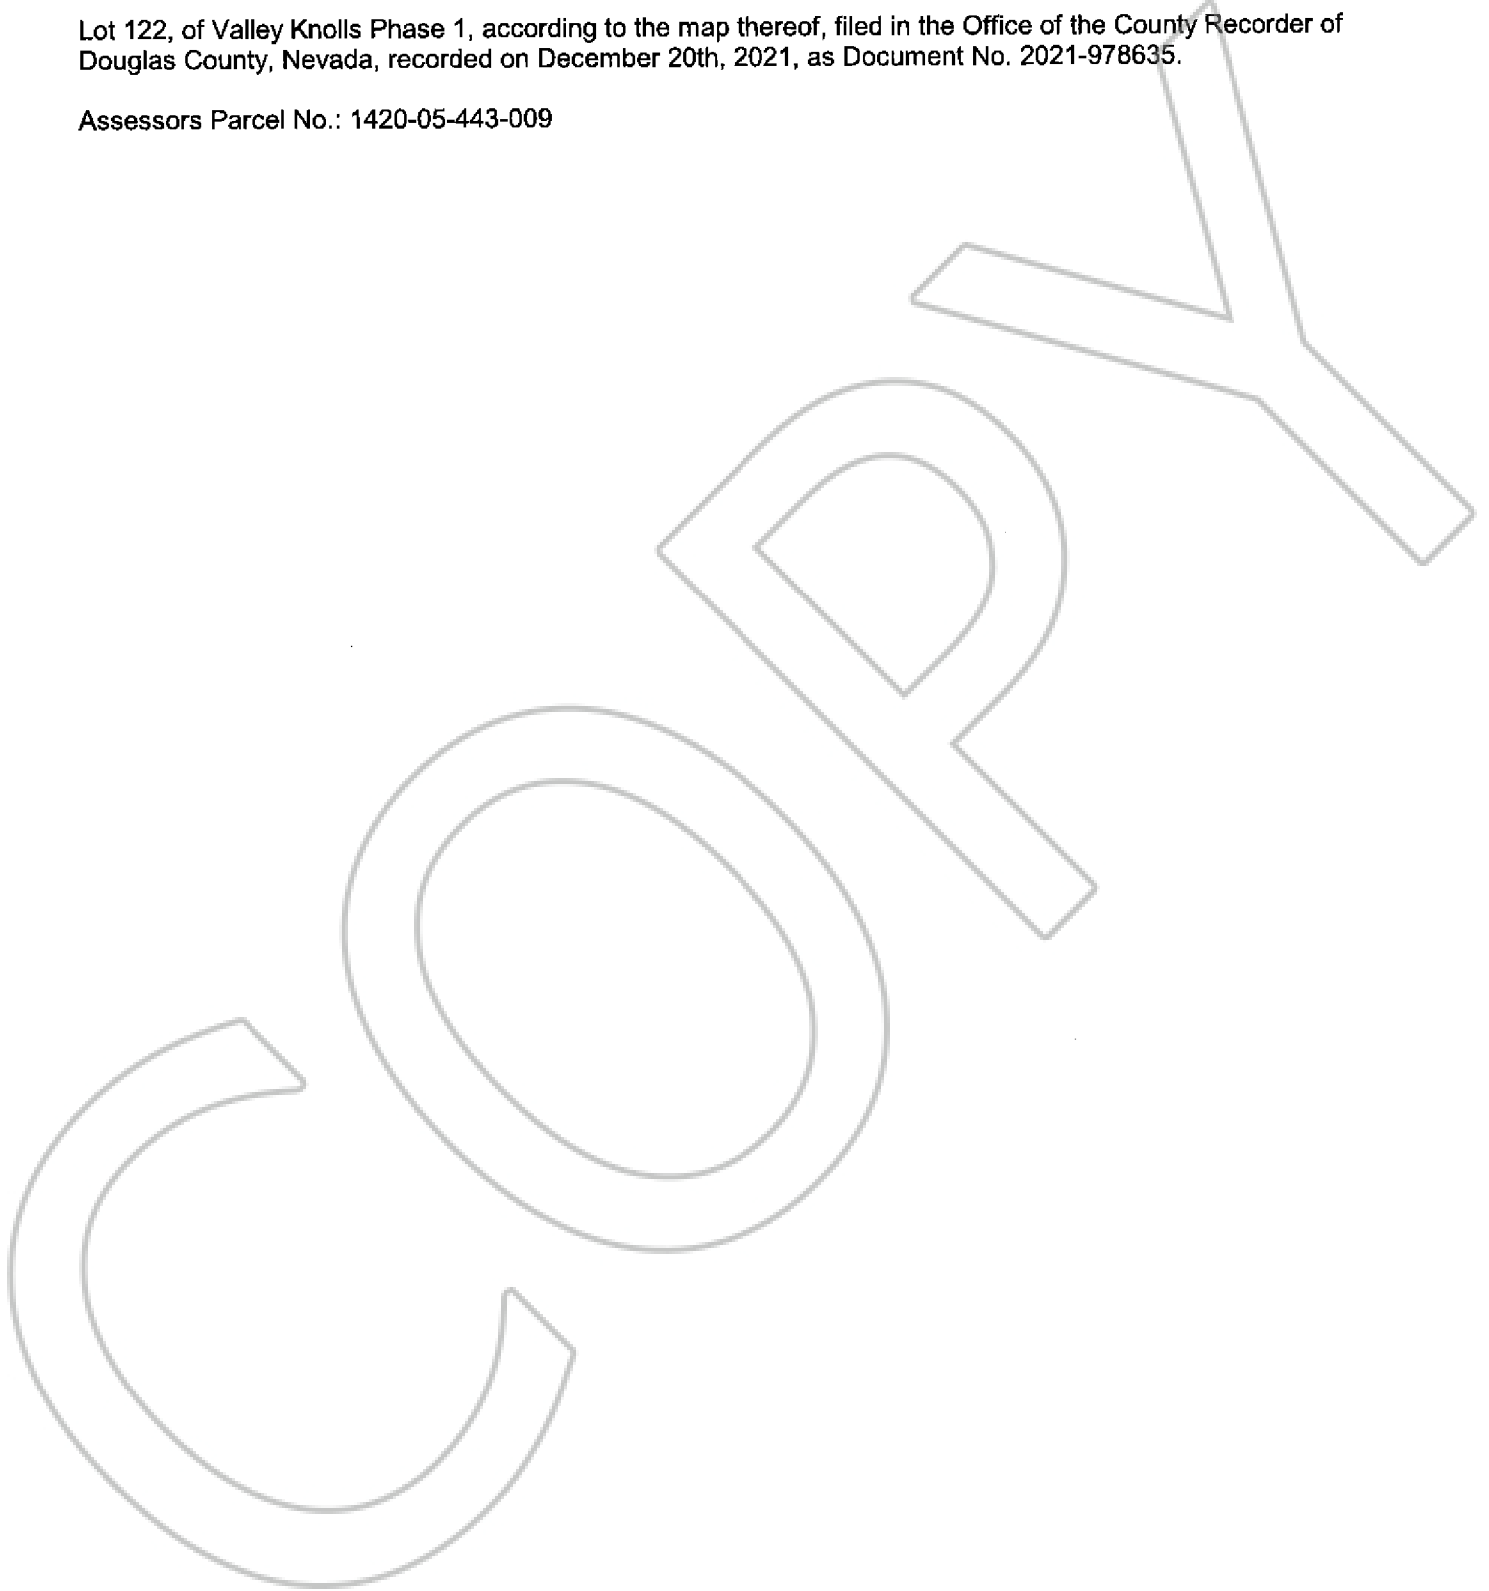 Lot 122, of Valley Knolls Phase 1, according to the map thereof, filed in the Office of the County Recorder of
Douglas County, Nevada, recorded on December 20th, 2021, as Document No. 2021-978635.
Assessors Parcel No.: 1420-05-443-009
COPY